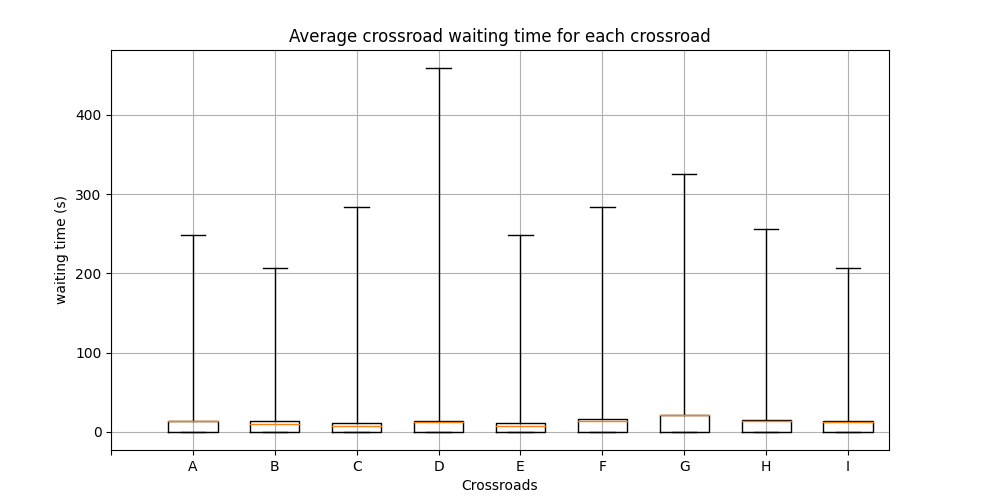 Average crossroad waiting time for each crossroad
waiting time (s)
400
300
200
100
0
A B C D E F G H I
Crossroads